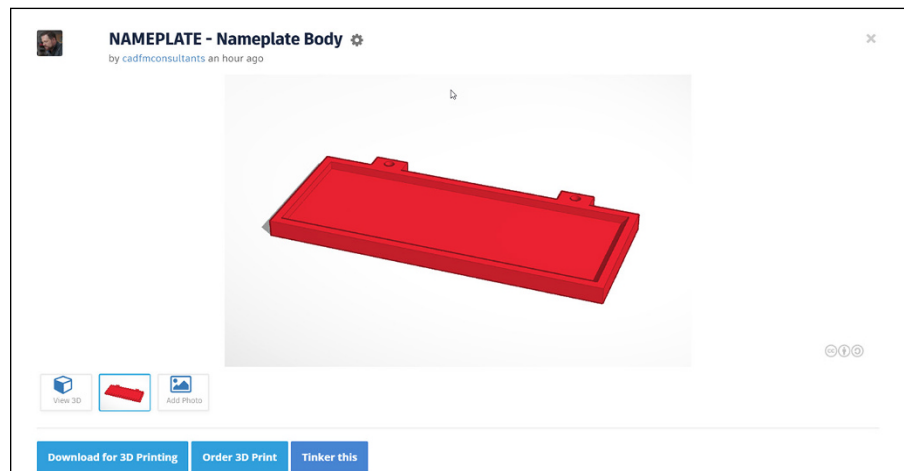 NAMEPLATE - Nameplate Body
by cadfmconsultants an hour ago
cc
View 3D
Add Photo
Download for 3D Printing
Order 3D Print
Tinker this